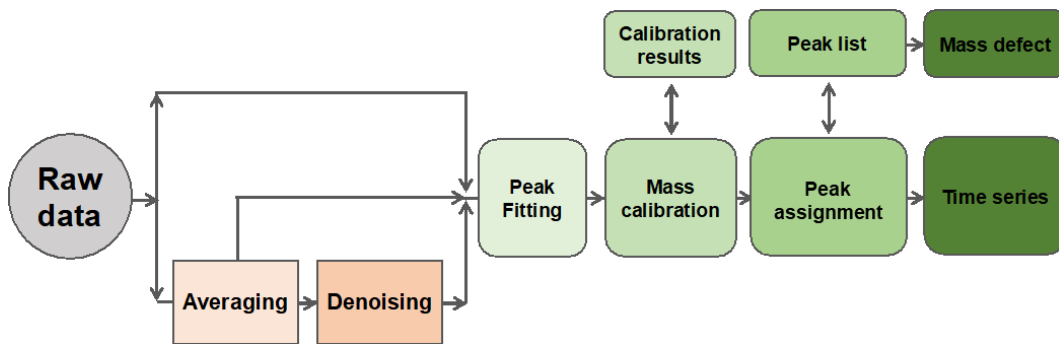 Calibration
results
Peak list
Mass defect
Raw
data
Peak
Fitting
Mass
calibration
Peak
assignment
Time series
Averaging
Denoising